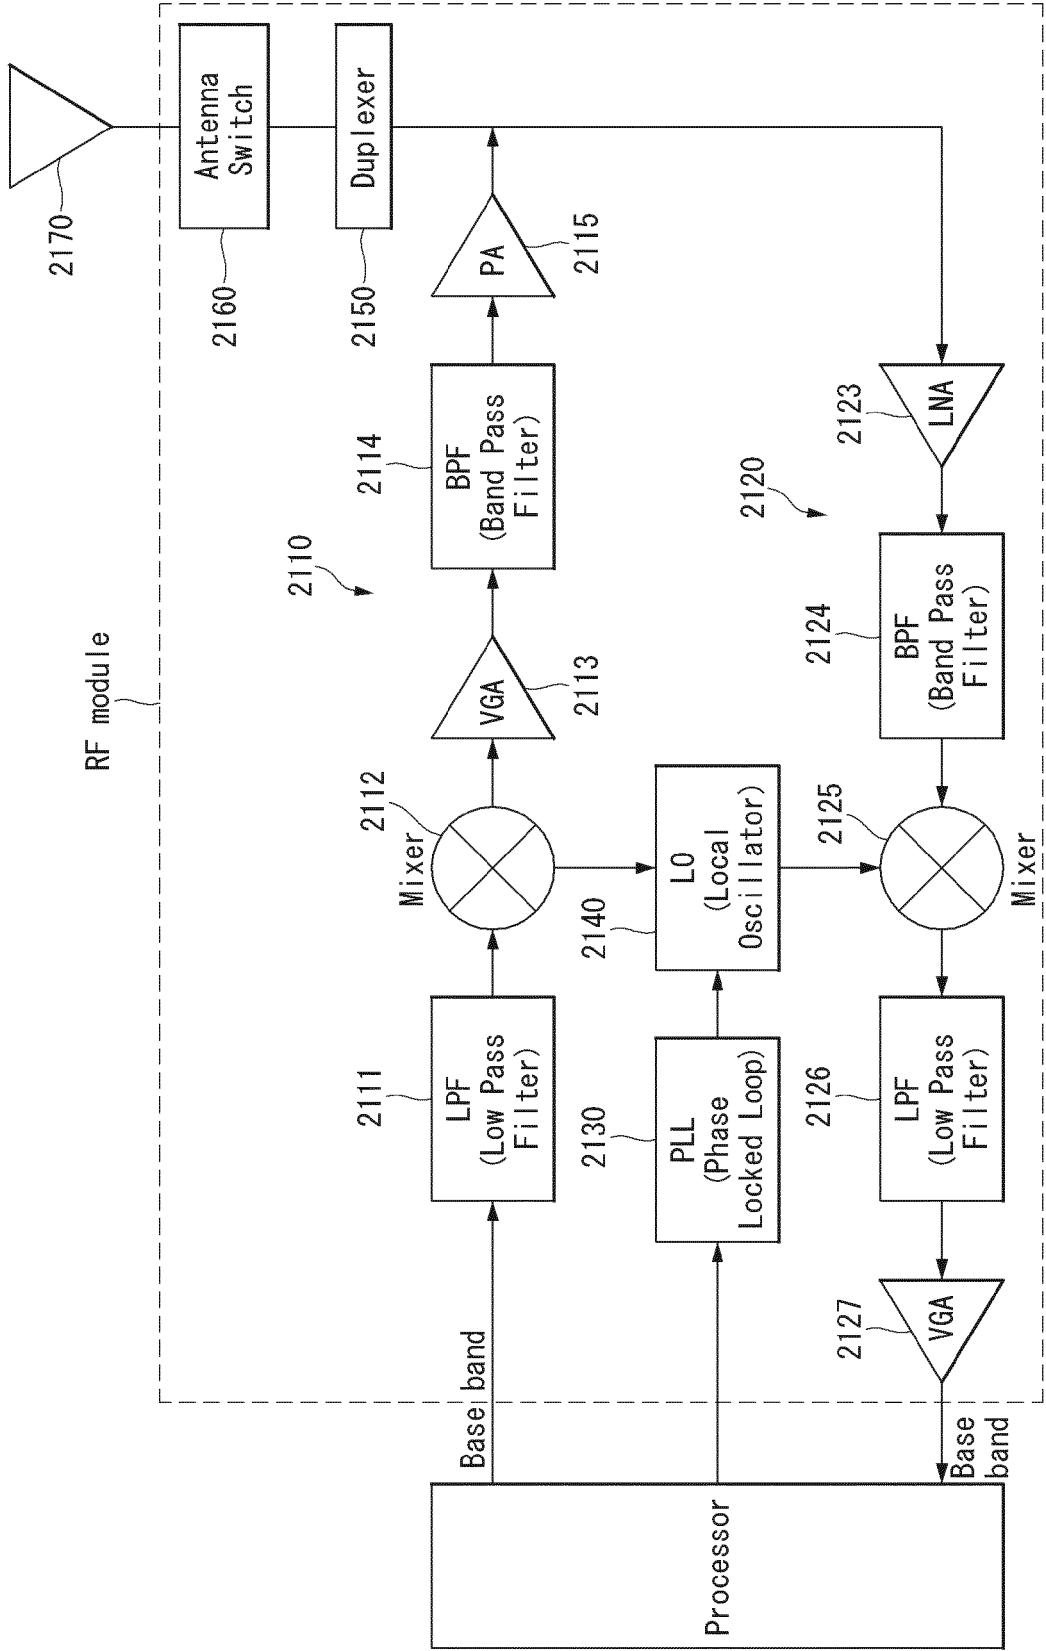 RF module
2170
Antenna
Switch
2160
Duplexer
2150
2110
Base band
LPF
(Low Pass
Filter)
2111
Mixer
2112
VGA
2113
BPF
(Band Pass
Filter)
2114
PA
2115
Processor
PLL
(Phase
Locked Loop)
2130
LO
(Local
Oscillator)
2140
2120
Base
band
VGA
2127
LPF
(Low Pass
Filter)
2126
Mixer
2125
BPF
(Band Pass
Filter)
2124
LNA
2123